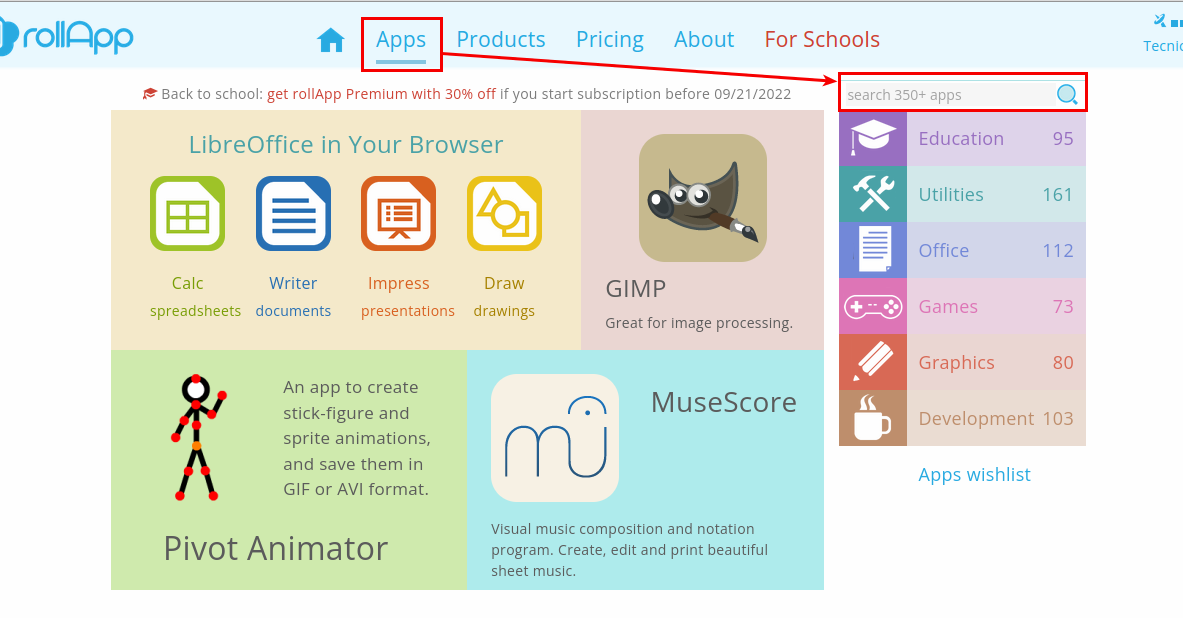 rollApp
Apps Products Pricing About For Schools
Back to school: get rollApp Premium with 30% off if you start subscription before 09/21/2022
search 350+ apps
LibreOffice in Your Browser
Calc
spreadsheets
Writer
documents
Impress
presentations
Draw
drawings
GIMP
Great for image processing.
An app to create
stick-figure and
sprite animations,
and save them in
GIF or AVI format.
Pivot Animator
MuseScore
Visual music composition and notation
program. Create, edit and print beautiful
sheet music.
Education 95
Utilities 161
Office 112
Games 73
Graphics 80
Development 103
Apps wishlist